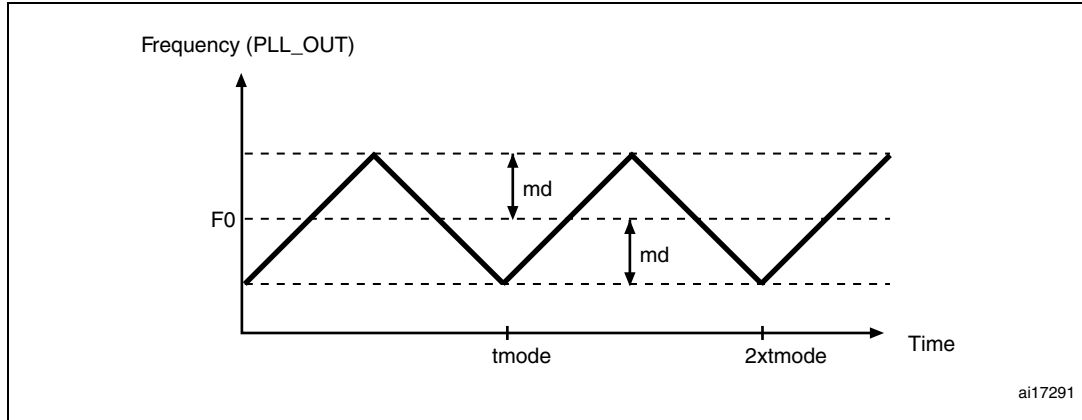 Frequency (PLL_OUT)
md
F0
md
tmode
2xtmode
Time
ai17291